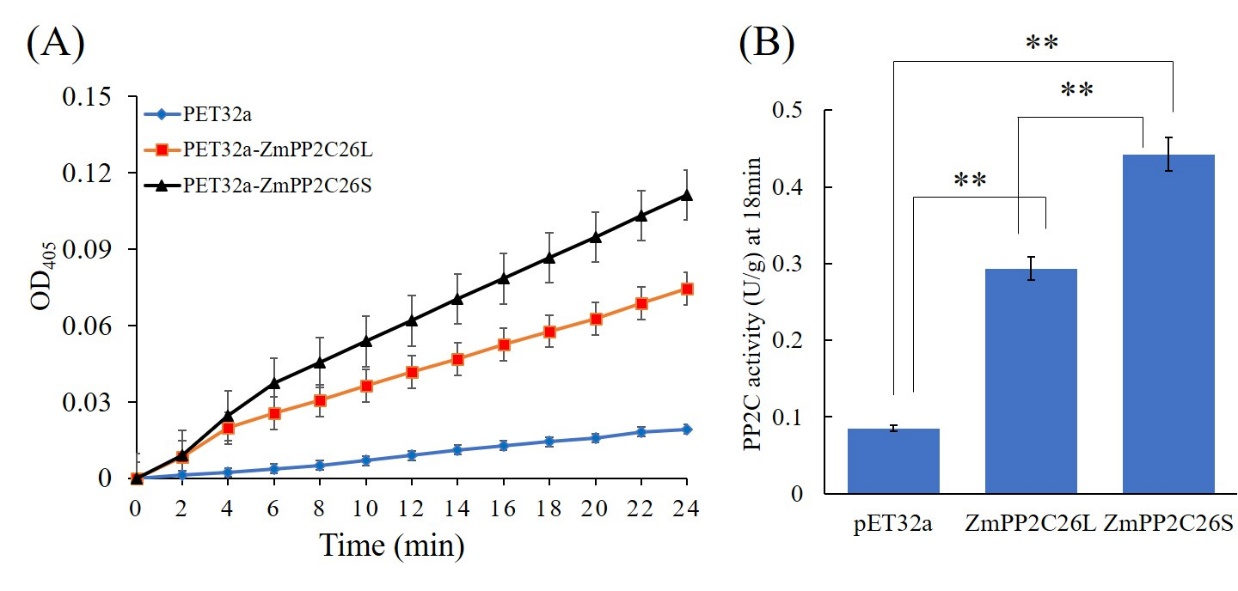 (A)
0.15
0.12
0.09
0.06
0.03
0
OD405
PET32a
PET32a-ZmPP2C26L
PET32a-ZmPP2C26S
0 2 4 6 8 10 12 14 16 18 20 22 24
Time (min)
(B)
**
**
**
0.5
0.4
0.3
0.2
0.1
0
PP2C activity (U/g) at 18min
pET32a ZmPP2C26L ZmPP2C26S